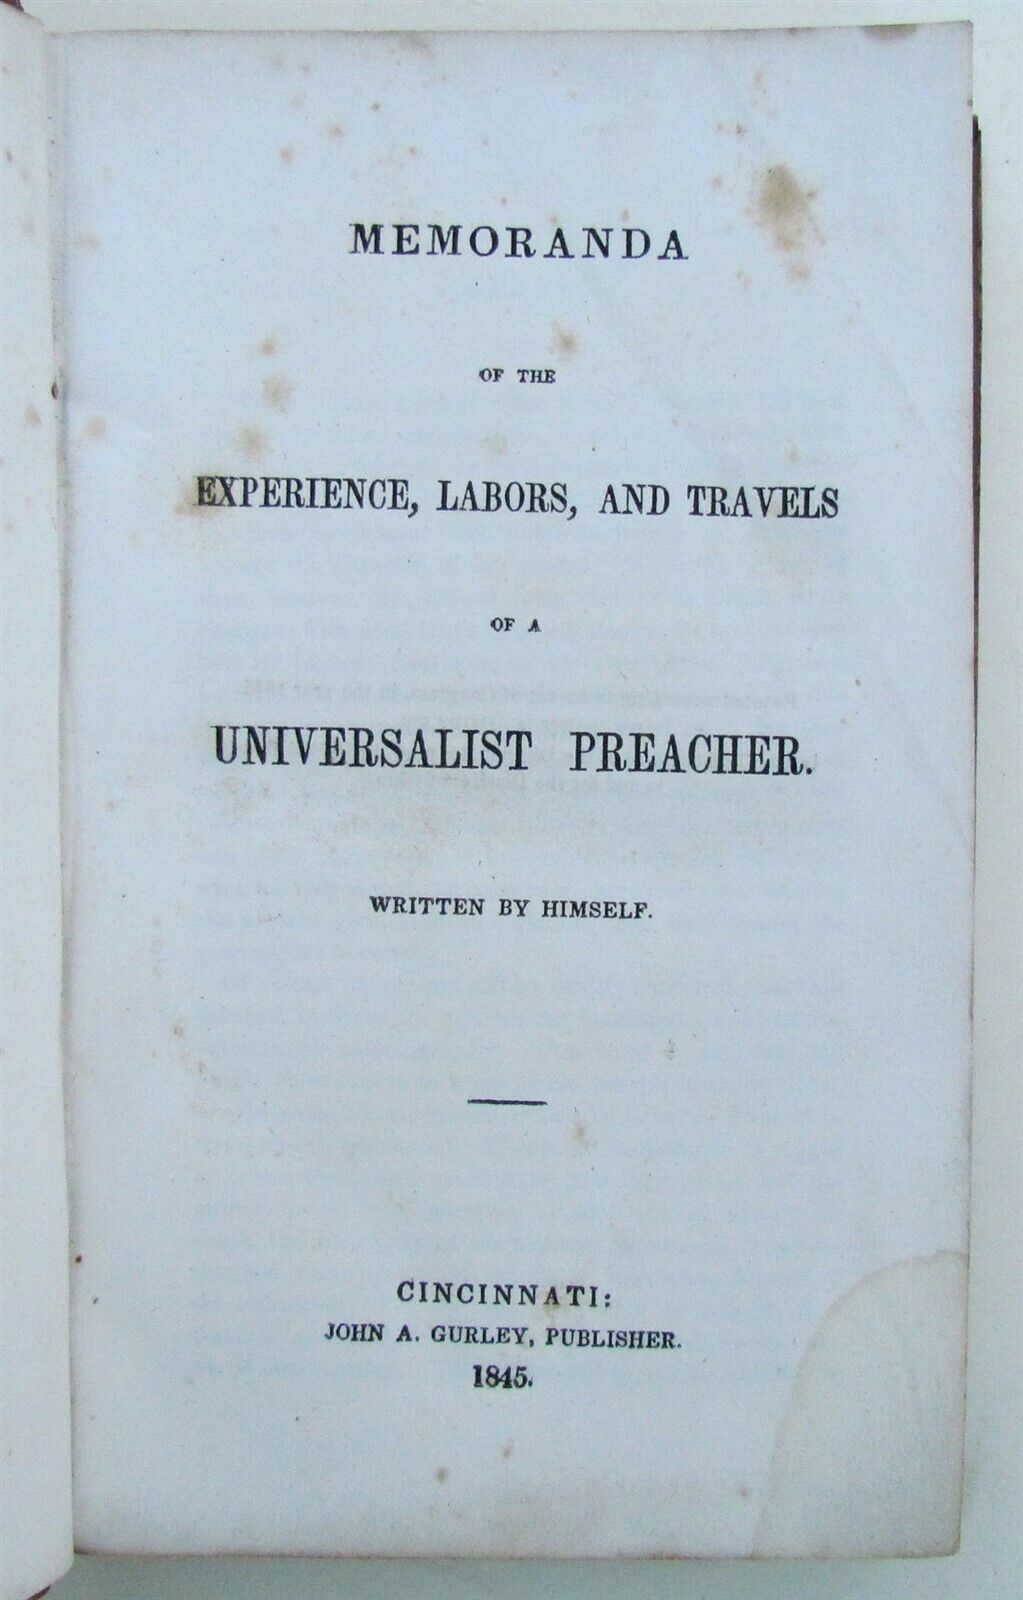 MEMORANDA
OF THE
EXPERIENCE, LABORS, AND TRAVELS
OF A
UNIVERSALIST PREACHER.
WRITTEN BY HIMSELF.
CINCINNATI:
JOHN A. GURLEY, PUBLISHER.
1845.